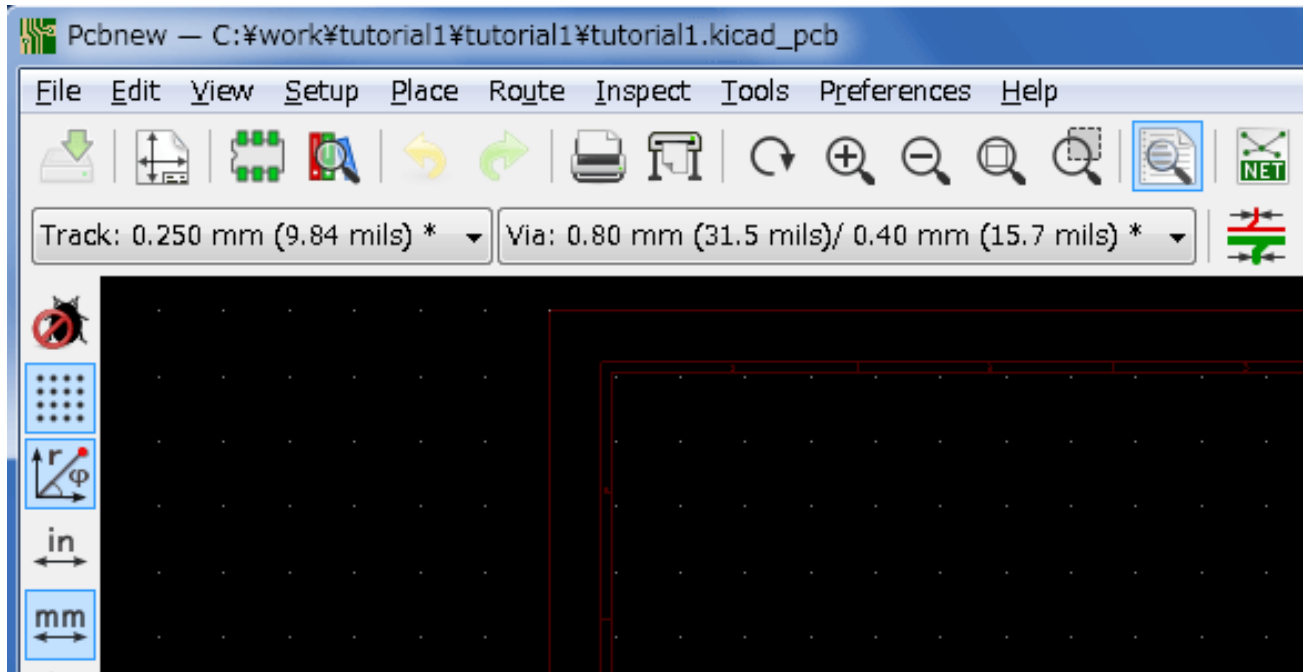 Pcbnew — C:¥work¥tutorial1¥tutorial1¥tutorial1.kicad_pcb
File Edit View Setup Place Route Inspect Tools Preferences Help
NET
Track: 0.250 mm (9.84 mils) * Via: 0.80 mm (31.5 mils)/ 0.40 mm (15.7 mils) *
r φ
in
mm